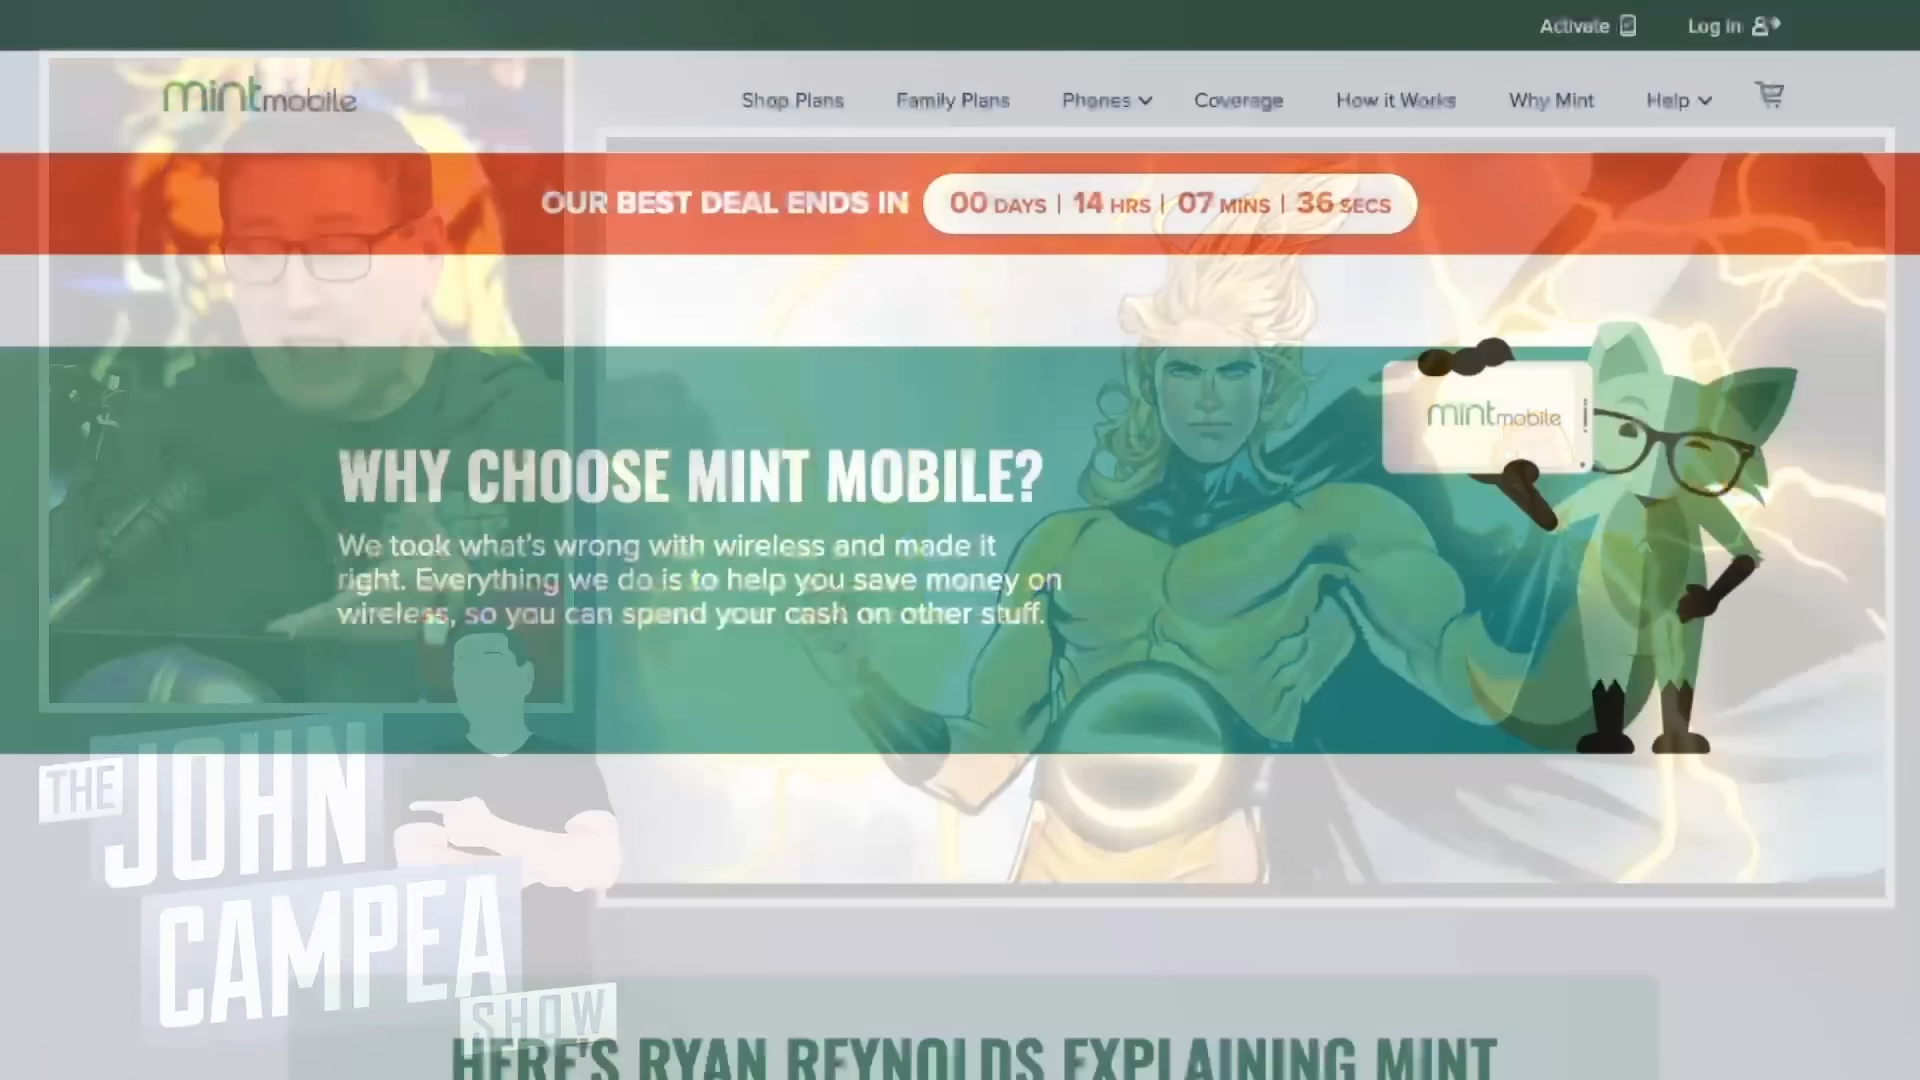 Activate
Log In
mintmobile
Shop Plans
Family Plans
Phones
Coverage
How it Works
Why Mint
Help
OUR BEST DEAL ENDS IN
00 DAYS | 14 HRS | 07 MINS | 36 SECS
mintmobile
WHY CHOOSE MINT MOBILE?
We took what's wrong with wireless and made it
right. Everything we do is to help you save money on
wireless, so you can spend your cash on other stuff.
THE
JOHN
CAMPEA
SHOW
HERE'S RYAN REYNOLDS EXPLAINING MINT